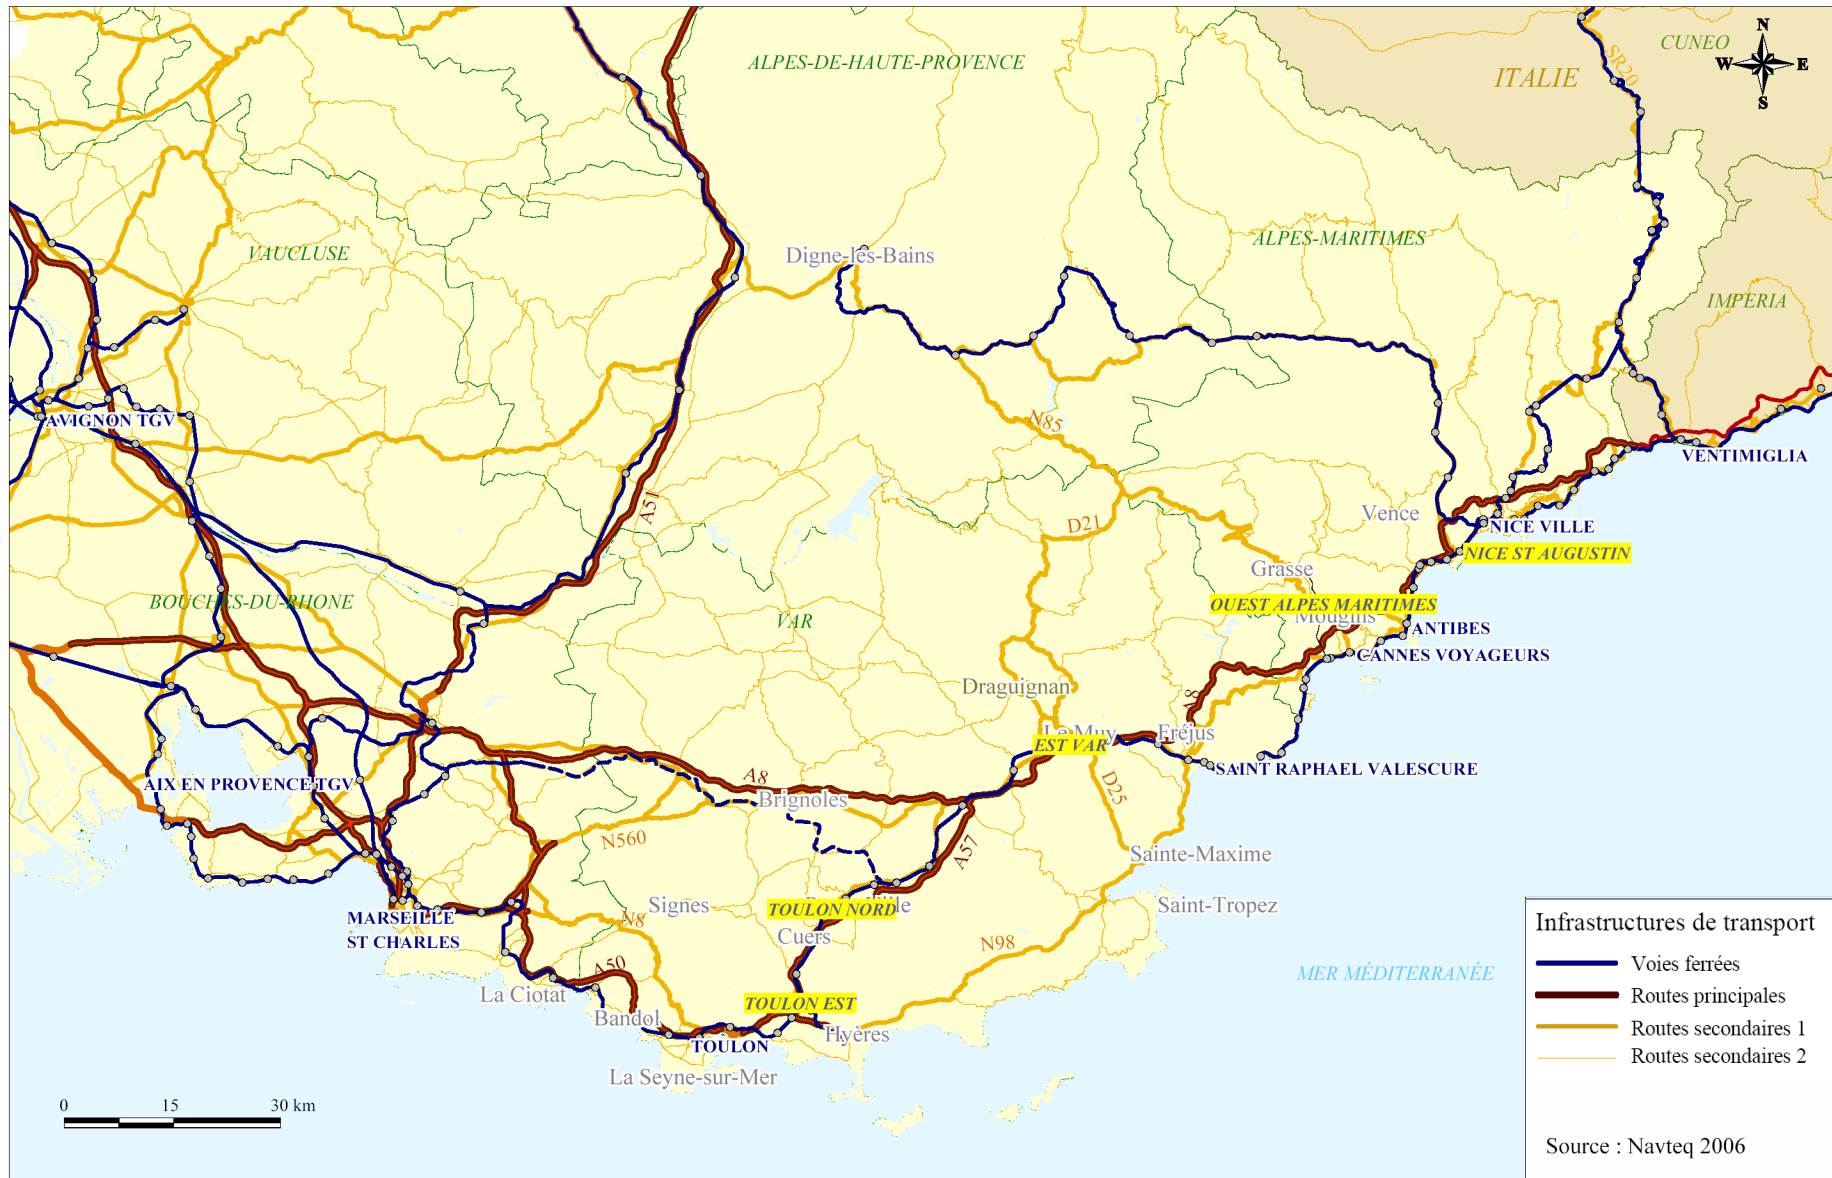 N
W E
S
CUNEO
SR20
ITALIE
ALPES-DE-HAUTE-PROVENCE
VAUCLUSE
Digne-les-Bains
ALPES-MARITIMES
IMPERIA
AVIGNON TGV
N85
VENTIMIGLIA
A51
D21
Vence
NICE VILLE
NICE ST AUGUSTIN
Grasse
BOUCHES-DU-RHONE
OUEST ALPES MARITIMES
Mougins
VAR
ANTIBES
CANNES VOYAGEURS
Draguignan
A8
Le Muy
Fréjus
EST VAR
SAINT RAPHAEL VALESCURE
AIX EN PROVENCE TGV
A8
Brignoles
D25
N560
A57
Sainte-Maxime
MARSEILLE
ST CHARLES
Signes
TOULON NORD
Saint-Tropez
N8
Cuers
N98
A50
MER MÉDITERRANÉE
La Ciotat
TOULON EST
Bandol
Hyères
TOULON
La Seyne-sur-Mer
0 15 30 km
Infrastructures de transport
Voies ferrées
Routes principales
Routes secondaires 1
Routes secondaires 2
Source : Navteq 2006